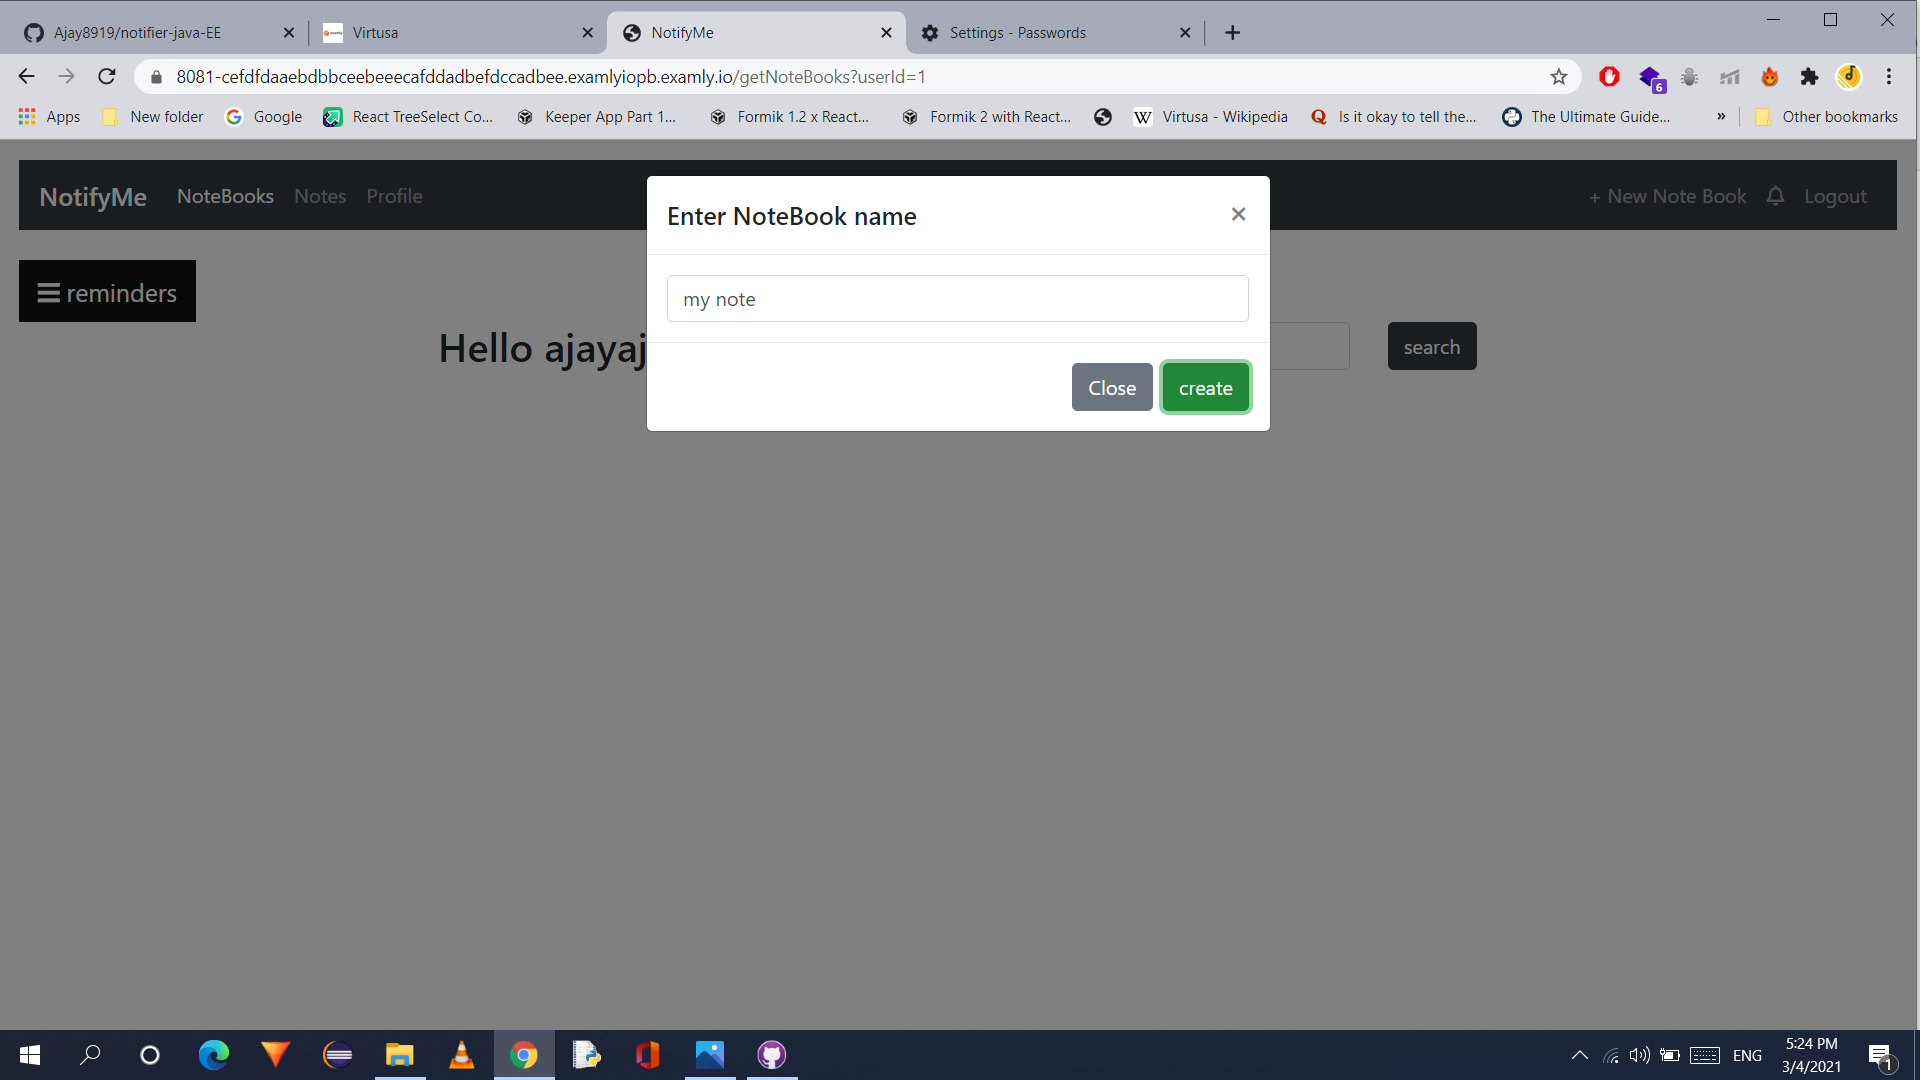 Ajay8919/notifier-java-EE
Virtusa
NotifyMe
Settings - Passwords
8081-cefdfdaaebdbbceebeeecafddadbefdccadbee.examlyiopb.examly.io/getNoteBooks?userId=1
6
Apps
New folder
Google
React TreeSelect Co...
Keeper App Part 1...
Formik 1.2 x React...
Formik 2 with React...
W Virtusa - Wikipedia
Is it okay to tell the...
The Ultimate Guide...
»
Other bookmarks
NotifyMe
NoteBooks
Notes
Profile
+ New Note Book
Logout
Enter NoteBook name
×
reminders
my note
Hello ajayaj
search
Close
create
ENG
5:24 PM
3/4/2021
1